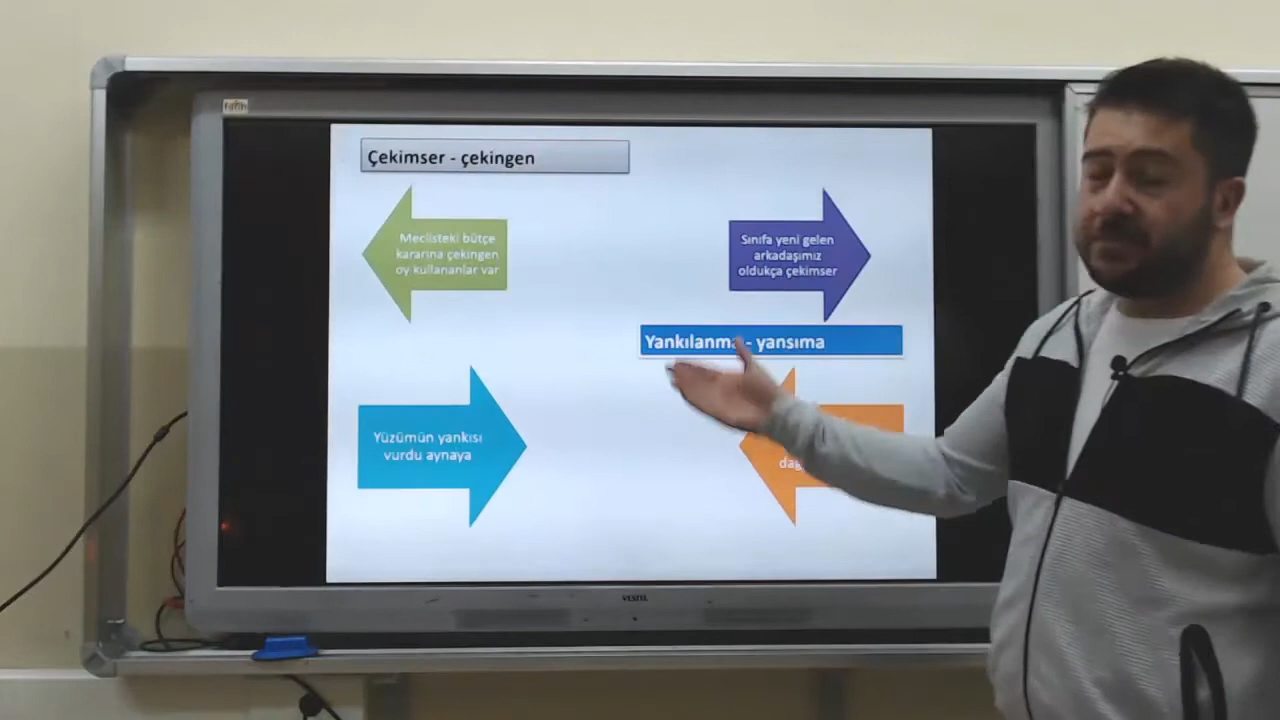 fatih
Çekimser - çekingen
Meclisteki bütçe
kararına çekingen
oy kullananlar var
Sınıfa yeni gelen
arkadaşımız
oldukça çekimser
Yankılanma - yansıma
Yüzümün yankısı
vurdu aynaya
VESTEL